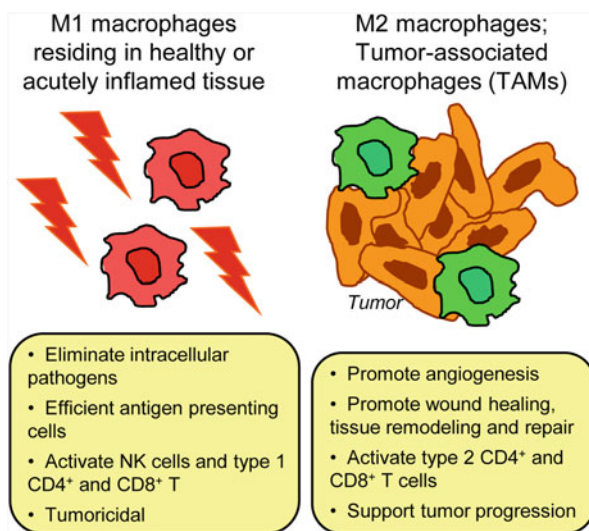 M1 macrophages
residing in healthy or
acutely inflamed tissue
M2 macrophages;
Tumor-associated
macrophages (TAMs)
Tumor
• Eliminate intracellular
pathogens
• Efficient antigen presenting
cells
• Activate NK cells and type 1
CD4⁺ and CD8⁺ T
• Tumoricidal
• Promote angiogenesis
• Promote wound healing,
tissue remodeling and repair
• Activate type 2 CD4⁺ and
CD8⁺ T cells
• Support tumor progression